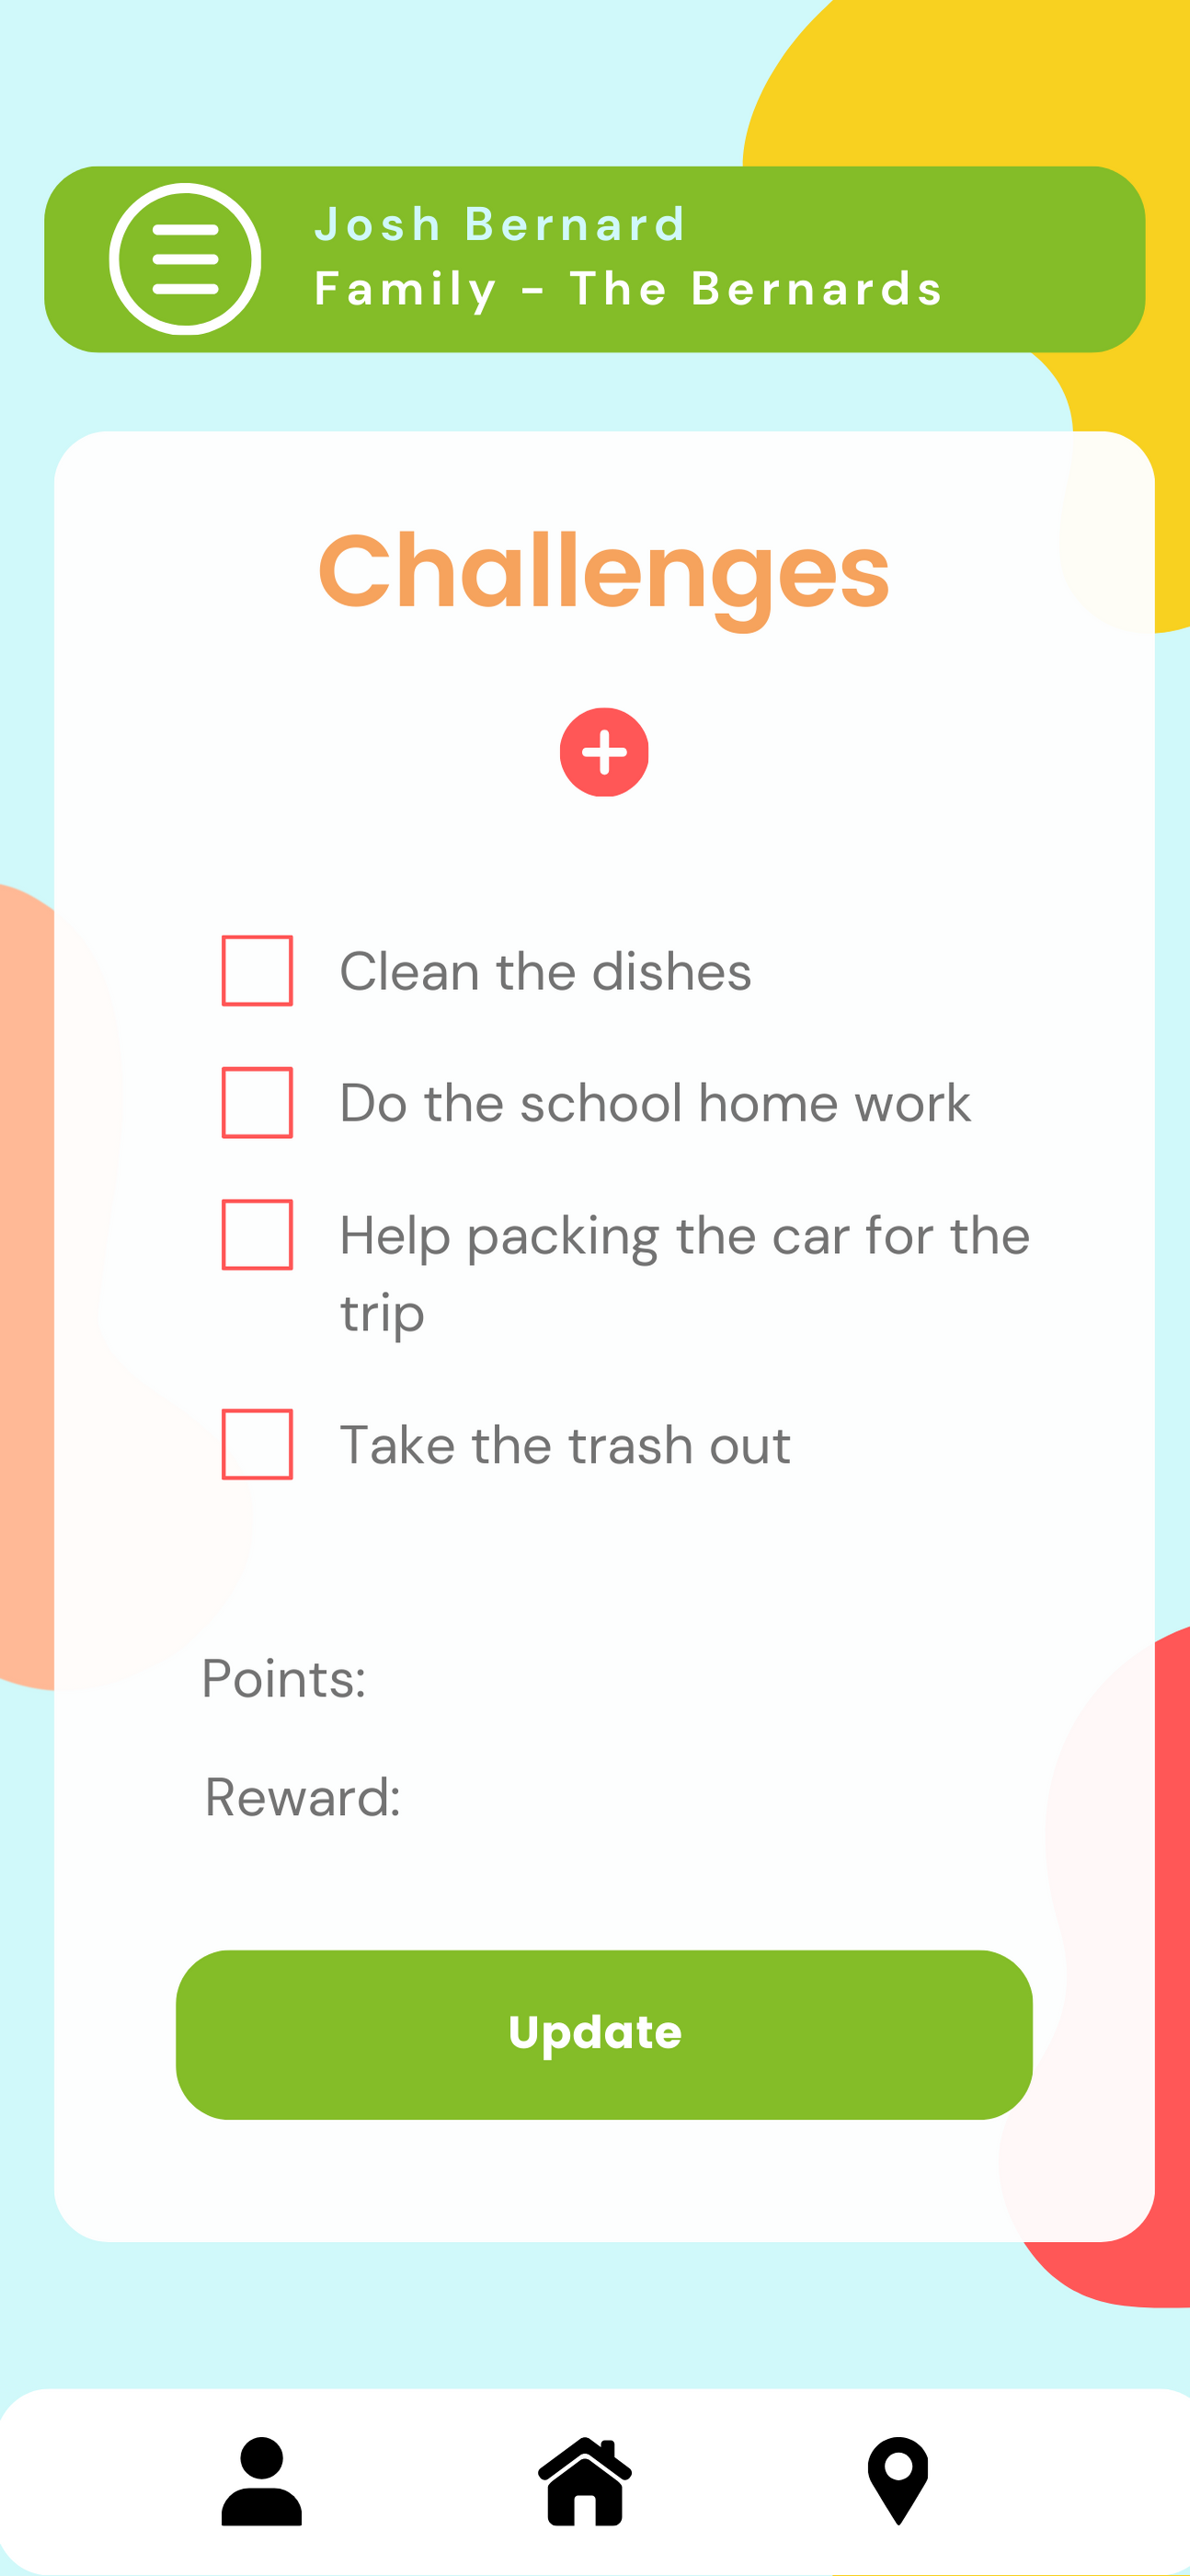 Josh Bernard
Family - The Bernards
Challenges
Clean the dishes
Do the school home work
Help packing the car for the
trip
Take the trash out
Points:
Reward:
Update